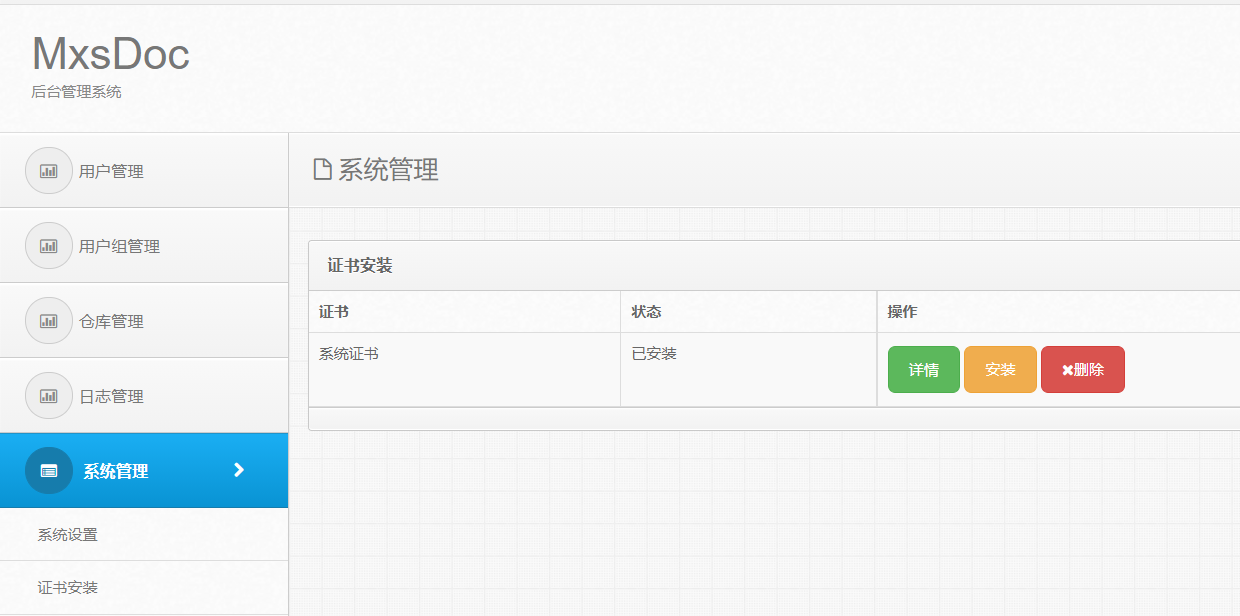 MxsDoc
后台管理系统
用户管理
用户组管理
仓库管理
日志管理
系统管理
系统设置
证书安装
系统管理
证书安装
证书 状态 操作
系统证书 已安装 详情 安装 删除